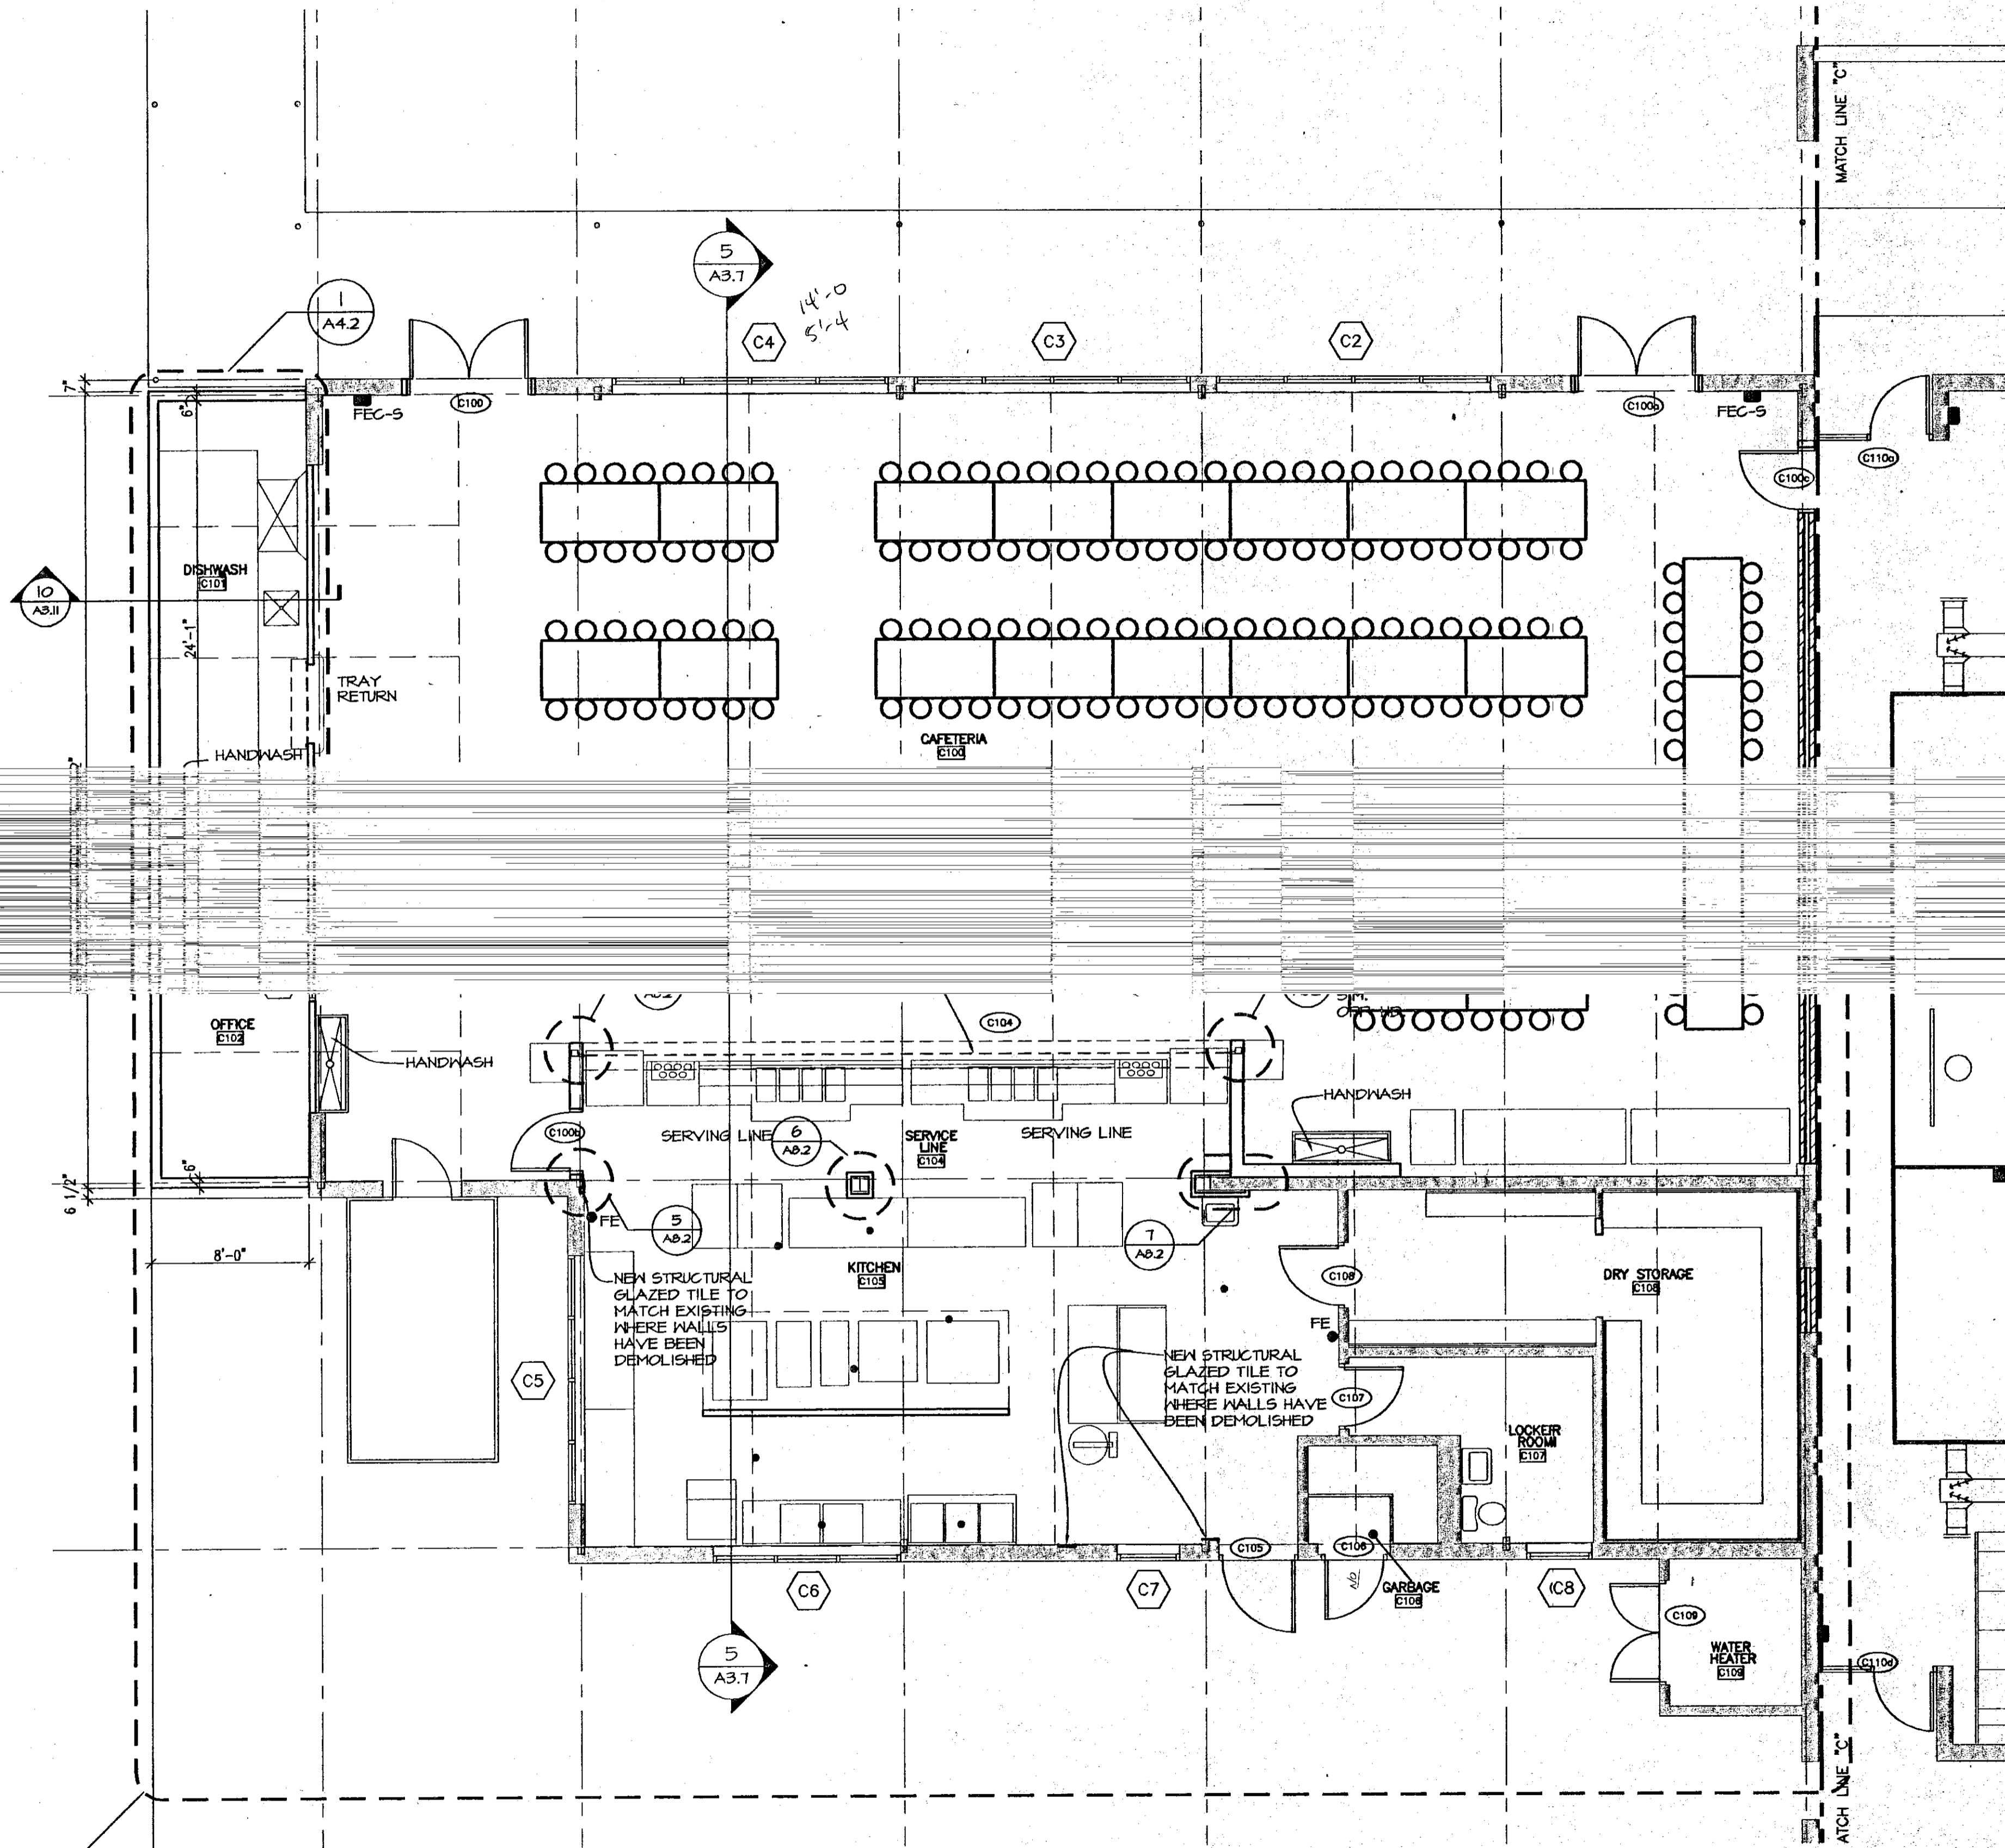 MATCH LINE "C"
5
A3.7
14'-0
5'-4
1
A4.2
C4
C3
C2
7"
6"
FEC-S
C100
C100a
FEC-S
C110a
C100c
DISHWASH
C101
10
A3.11
24'-1"
TRAY
RETURN
HANDWASH
CAFETERIA
C100
A8.2
SIM.
OPP. HD.
OFFICE
C102
HANDWASH
C104
HANDWASH
C100b
SERVING LINE
6
A8.2
SERVICE
LINE
C104
SERVING LINE
6"
6 1/2"
8'-0"
FE
5
A8.2
7
A8.2
KITCHEN
C105
C108
DRY STORAGE
C108
NEW STRUCTURAL
GLAZED TILE TO
MATCH EXISTING
WHERE WALLS
HAVE BEEN
DEMOLISHED
FE
C5
NEW STRUCTURAL
GLAZED TILE TO
MATCH EXISTING
WHERE WALLS HAVE
BEEN DEMOLISHED
C107
LOCKER
ROOM
C107
C105
C106
C6
C7
GARBAGE
C106
C8
C109
WATER
HEATER
C109
C110d
5
A3.7
ATCH LINE "C"